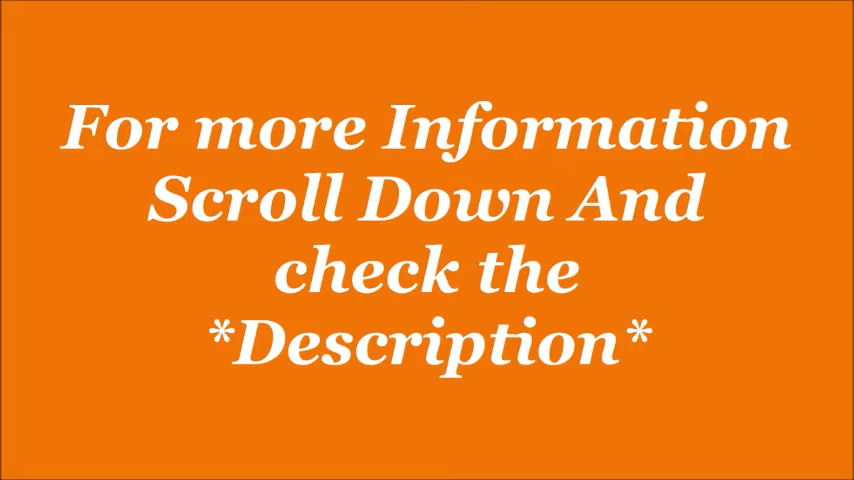 For more Information
Scroll Down And
check the
*Description*